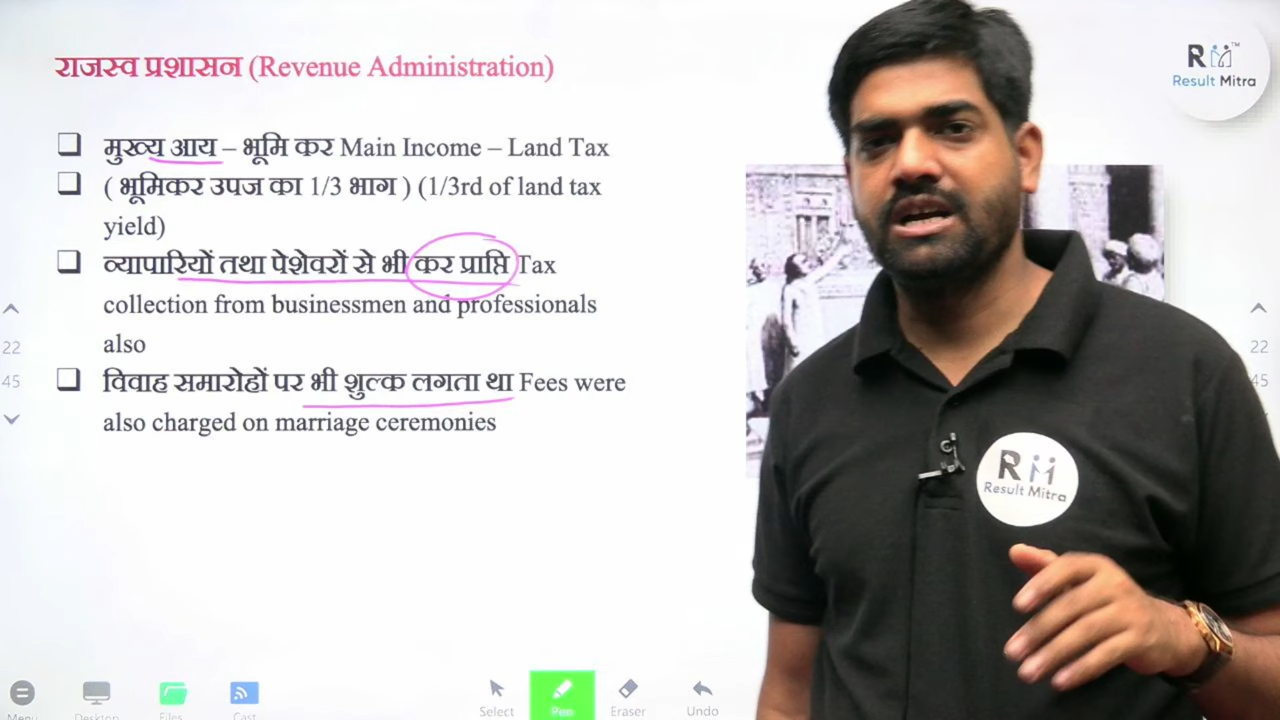 राजस्व प्रशासन (Revenue Administration)
R TM
Result Mitra
❑ मुख्य आय – भूमि कर Main Income – Land Tax
❑ ( भूमिकर उपज का 1/3 भाग ) (1/3rd of land tax
yield)
❑ व्यापारियों तथा पेशेवरों से भी कर प्राप्ति Tax
collection from businessmen and professionals
also
❑ विवाह समारोहों पर भी शुल्क लगता था Fees were
also charged on marriage ceremonies
22
45
22
45
R
Result Mitra
Menu
Desktop
Files
Cast
Select
Pen
Eraser
Undo